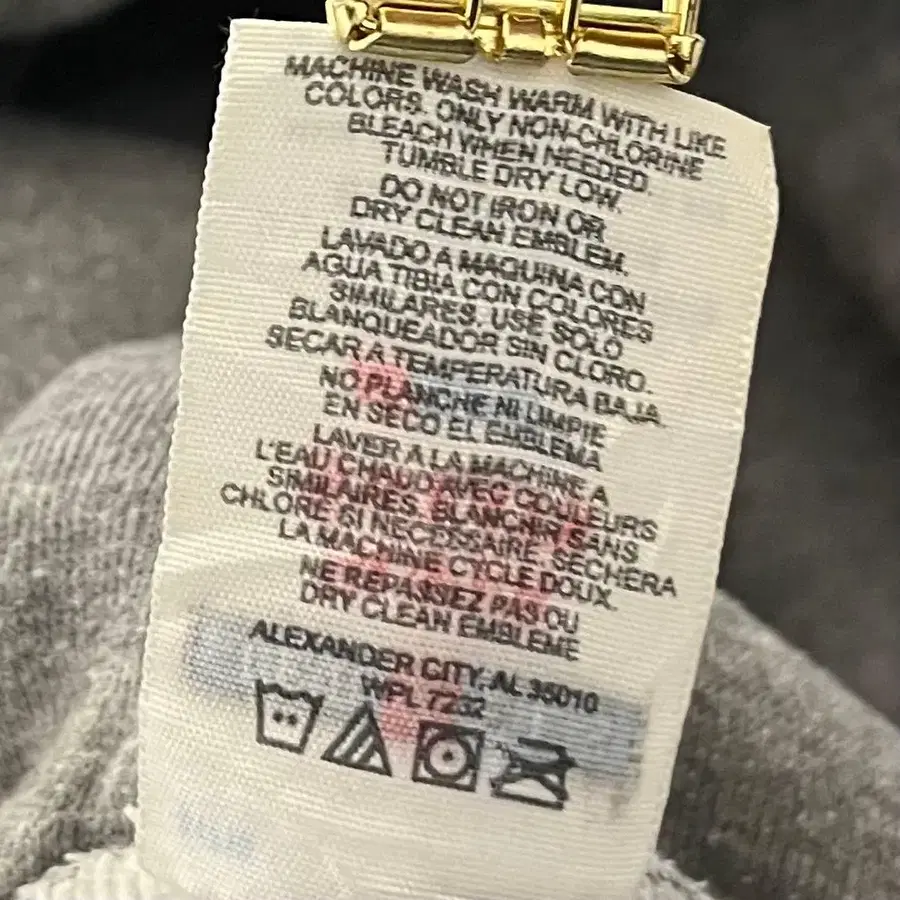 MACHINE WASH WARM WITH LIKE
COLORS. ONLY NON-CHLORINE
BLEACH WHEN NEEDED.
TUMBLE DRY LOW.
DO NOT IRON OR
DRY CLEAN EMBLEM.
LAVADO A MAQUINA CON
AGUA TIBIA CON COLORES
SIMILARES. USE SOLO
BLANQUEADOR SIN CLORO.
SECAR A TEMPERATURA BAJA.
NO PLANCHE NI LIMPIE
EN SECO EL EMBLEMA
LAVER A LA MACHINE A
L'EAU CHAUD AVEC COULEURS
SIMILAIRES. BLANCHIR SANS
CHLORE SI NECESSAIRE. SECHER A
LA MACHINE CYCLE DOUX.
NE REPASSEZ PAS OU
DRY CLEAN EMBLEME
ALEXANDER CITY, AL 35010
WPL 7232